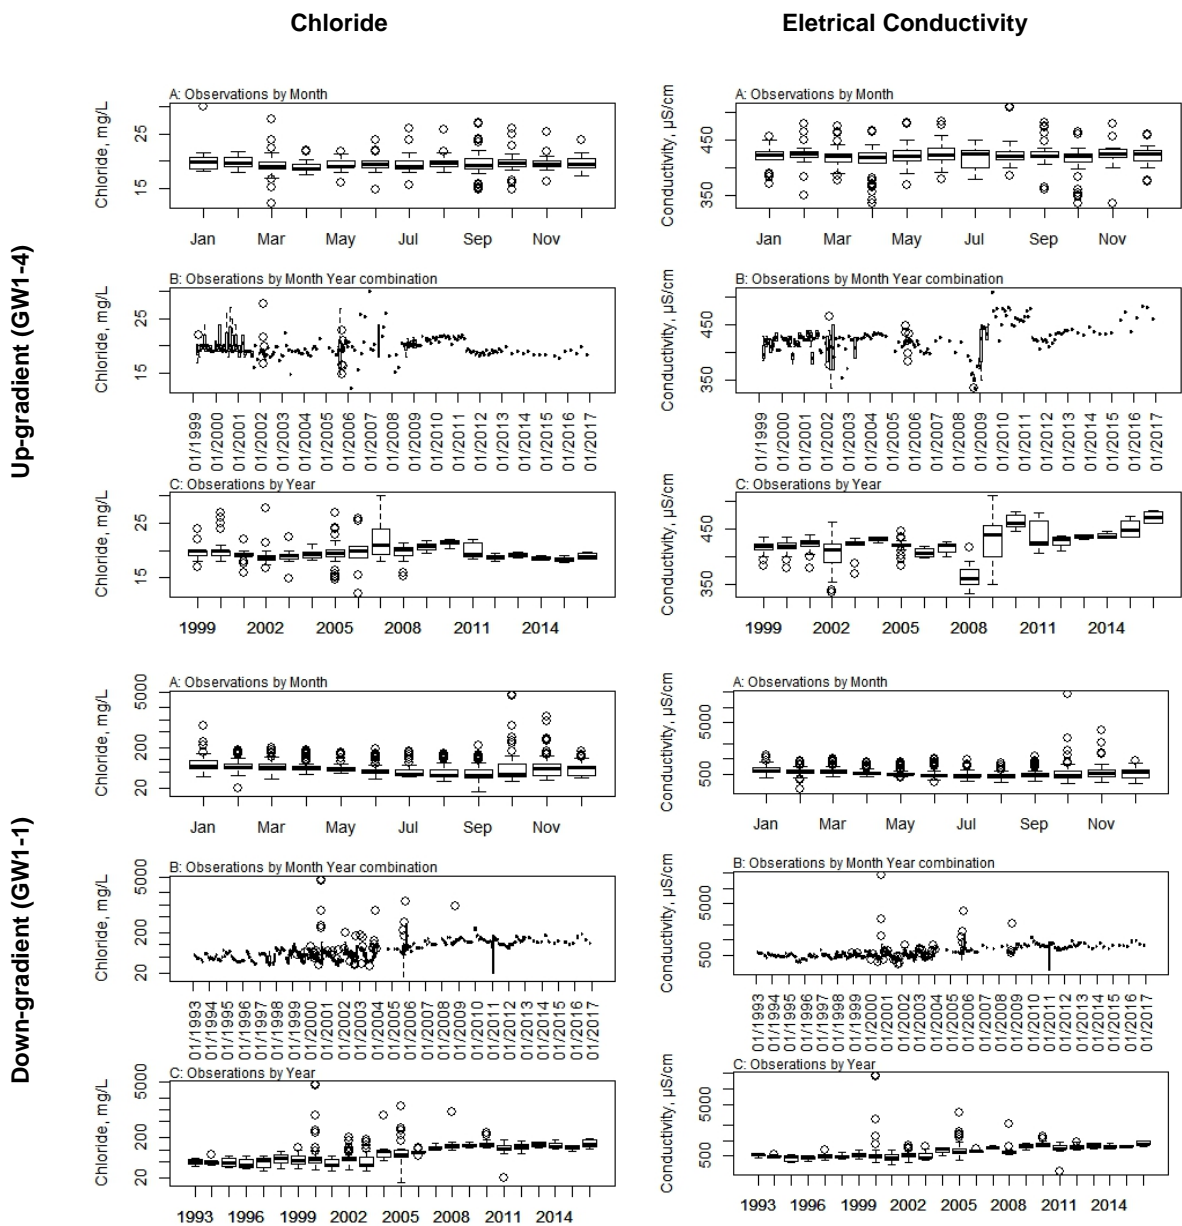 Chloride
Eletrical Conductivity
Up-gradient (GW1-4)
A: Observations by Month
Chloride, mg/L
25
15
Jan Mar May Jul Sep Nov
B: Obserations by Month Year combination
Chloride, mg/L
25
15
01/1999 01/2000 01/2001 01/2002 01/2003 01/2004 01/2005 01/2006 01/2007 01/2008 01/2009 01/2010 01/2011 01/2012 01/2013 01/2014 01/2015 01/2016 01/2017
C: Obserations by Year
Chloride, mg/L
25
15
1999 2002 2005 2008 2011 2014
A: Observations by Month
Conductivity, µS/cm
450
350
Jan Mar May Jul Sep Nov
B: Obserations by Month Year combination
Conductivity, µS/cm
450
350
01/1999 01/2000 01/2001 01/2002 01/2003 01/2004 01/2005 01/2006 01/2007 01/2008 01/2009 01/2010 01/2011 01/2012 01/2013 01/2014 01/2015 01/2016 01/2017
C: Obserations by Year
Conductivity, µS/cm
450
350
1999 2002 2005 2008 2011 2014
Down-gradient (GW1-1)
A: Observations by Month
Chloride, mg/L
5000
200
20
Jan Mar May Jul Sep Nov
B: Obserations by Month Year combination
Chloride, mg/L
5000
200
20
01/1993 01/1994 01/1995 01/1996 01/1997 01/1998 01/1999 01/2000 01/2001 01/2002 01/2003 01/2004 01/2005 01/2006 01/2007 01/2008 01/2009 01/2010 01/2011 01/2012 01/2013 01/2014 01/2015 01/2016 01/2017
C: Obserations by Year
Chloride, mg/L
5000
200
20
1993 1996 1999 2002 2005 2008 2011 2014
A: Observations by Month
Conductivity, µS/cm
5000
500
Jan Mar May Jul Sep Nov
B: Obserations by Month Year combination
Conductivity, µS/cm
5000
500
01/1993 01/1994 01/1995 01/1996 01/1997 01/1998 01/1999 01/2000 01/2001 01/2002 01/2003 01/2004 01/2005 01/2006 01/2007 01/2008 01/2009 01/2010 01/2011 01/2012 01/2013 01/2014 01/2015 01/2016 01/2017
C: Obserations by Year
Conductivity, µS/cm
5000
500
1993 1996 1999 2002 2005 2008 2011 2014